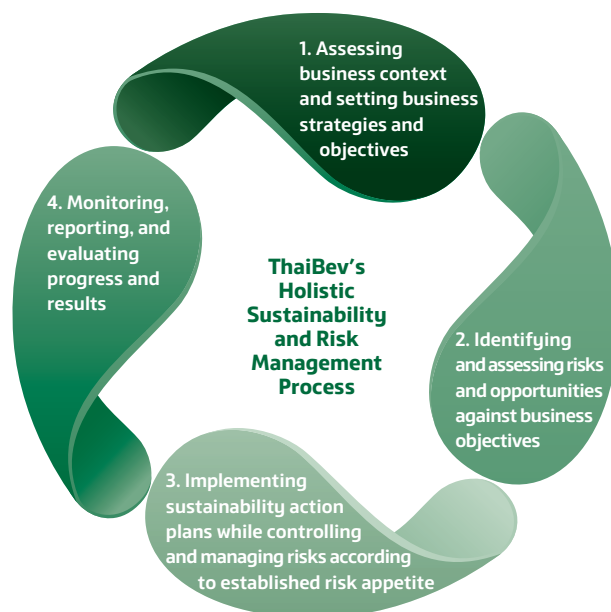 1. Assessing
business context
and setting business
strategies and
objectives
4. Monitoring,
reporting, and
evaluating
progress and
results
ThaiBev's
Holistic
Sustainability
and Risk
Management
Process
2. Identifying
and assessing risks
and opportunities
against business
objectives
3. Implementing
sustainability action
plans while controlling
and managing risks according
to established risk appetite